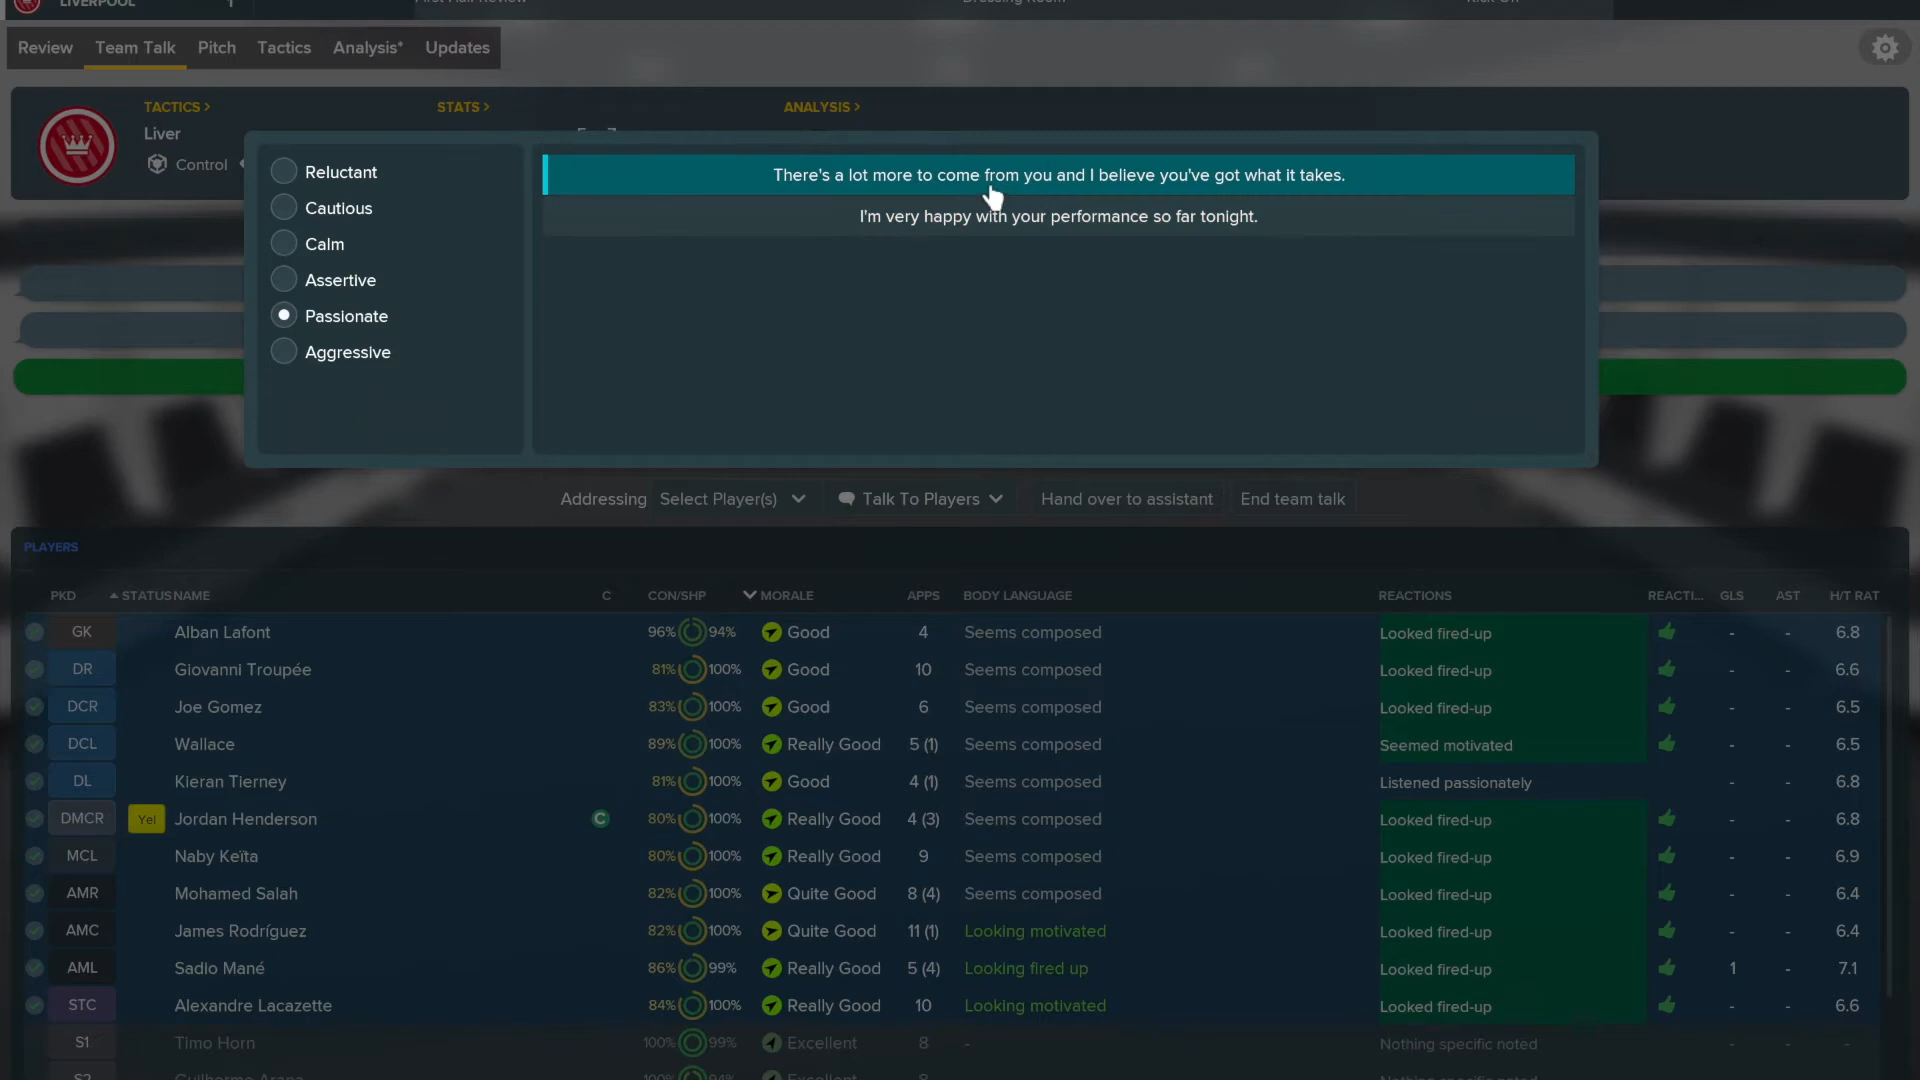 LIVERPOOL 1 First Half Review Dressing Room Kick Off
Review Team Talk Pitch Tactics Analysis* Updates
TACTICS > STATS > ANALYSIS >
Liver
Control
Reluctant
Cautious
Calm
Assertive
Passionate
Aggressive
There's a lot more to come from you and I believe you've got what it takes.
I'm very happy with your performance so far tonight.
Addressing Select Player(s) Talk To Players Hand over to assistant End team talk
PLAYERS
PKD STATUS NAME C CON/SHP MORALE APPS BODY LANGUAGE REACTIONS REACTI... GLS AST H/T RAT
GK Alban Lafont 96% 94% Good 4 Seems composed Looked fired-up - - 6.8
DR Giovanni Troupée 81% 100% Good 10 Seems composed Looked fired-up - - 6.6
DCR Joe Gomez 83% 100% Good 6 Seems composed Looked fired-up - - 6.5
DCL Wallace 89% 100% Really Good 5 (1) Seems composed Seemed motivated - - 6.5
DL Kieran Tierney 81% 100% Good 4 (1) Seems composed Listened passionately - - 6.8
DMCR Yel Jordan Henderson C 80% 100% Really Good 4 (3) Seems composed Looked fired-up - - 6.8
MCL Naby Keïta 80% 100% Really Good 9 Seems composed Looked fired-up - - 6.9
AMR Mohamed Salah 82% 100% Quite Good 8 (4) Seems composed Looked fired-up - - 6.4
AMC James Rodríguez 82% 100% Quite Good 11 (1) Looking motivated Looked fired-up - - 6.4
AML Sadio Mané 86% 99% Really Good 5 (4) Looking fired up Looked fired-up 1 - 7.1
STC Alexandre Lacazette 84% 100% Really Good 10 Looking motivated Looked fired-up - - 6.6
S1 Timo Horn 100% 99% Excellent 8 - Nothing specific noted - - -